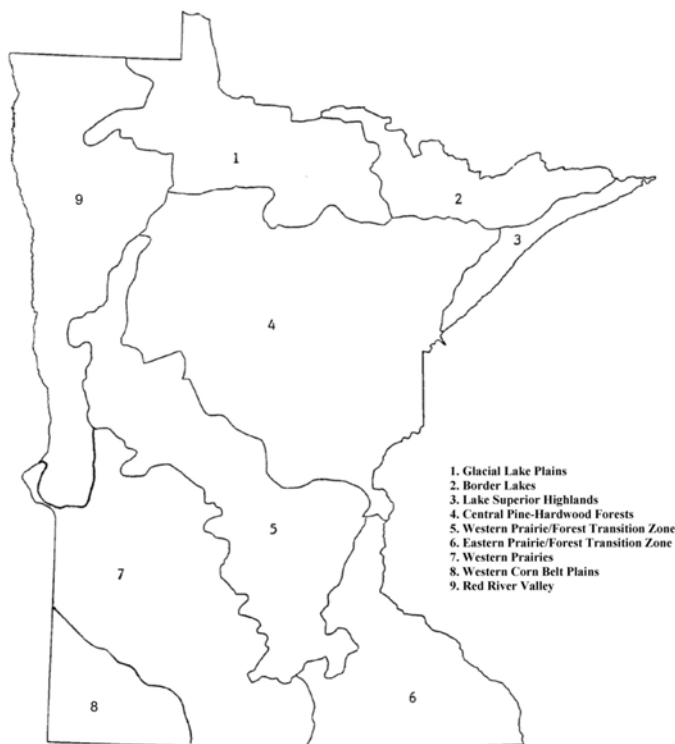 1
2
9
3
4
5
7
8
6
1. Glacial Lake Plains
2. Border Lakes
3. Lake Superior Highlands
4. Central Pine-Hardwood Forests
5. Western Prairie/Forest Transition Zone
6. Eastern Prairie/Forest Transition Zone
7. Western Prairies
8. Western Corn Belt Plains
9. Red River Valley